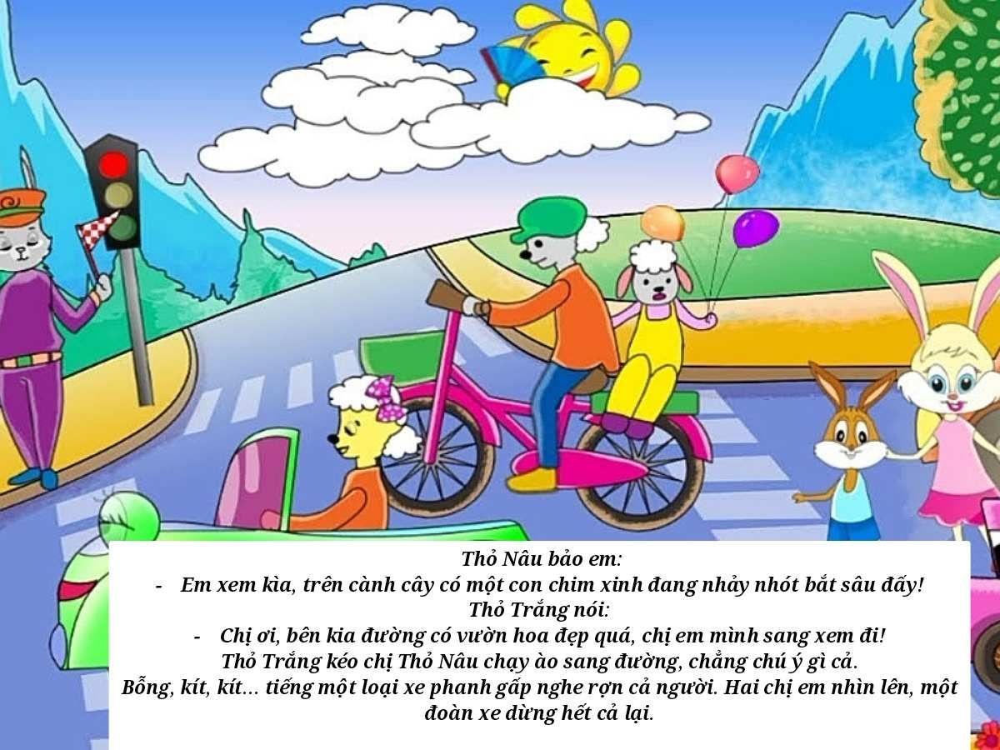 Thỏ Nâu bảo em:
- Em xem kìa, trên cành cây có một con chim xinh đang nhảy nhót bắt sâu đấy!
Thỏ Trắng nói:
- Chị ơi, bên kia đường có vườn hoa đẹp quá, chị em mình sang xem đi!
Thỏ Trắng kéo chị Thỏ Nâu chạy ào sang đường, chẳng chú ý gì cả.
Bỗng, kít, kít... tiếng một loại xe phanh gấp nghe rợn cả người. Hai chị em nhìn lên, một
đoàn xe dừng hết cả lại.